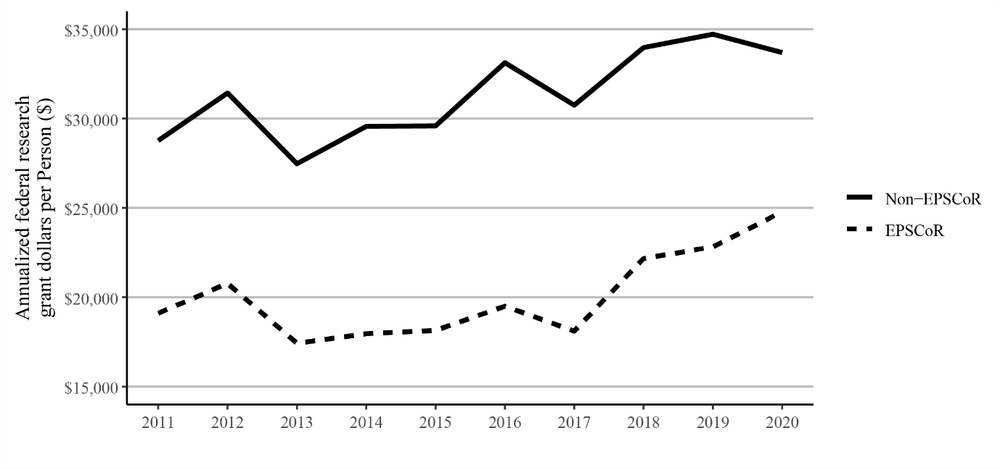 Annualized federal research
grant dollars per Person ($)
$35,000
$30,000
$25,000
$20,000
$15,000
2011 2012 2013 2014 2015 2016 2017 2018 2019 2020
Non−EPSCoR
EPSCoR